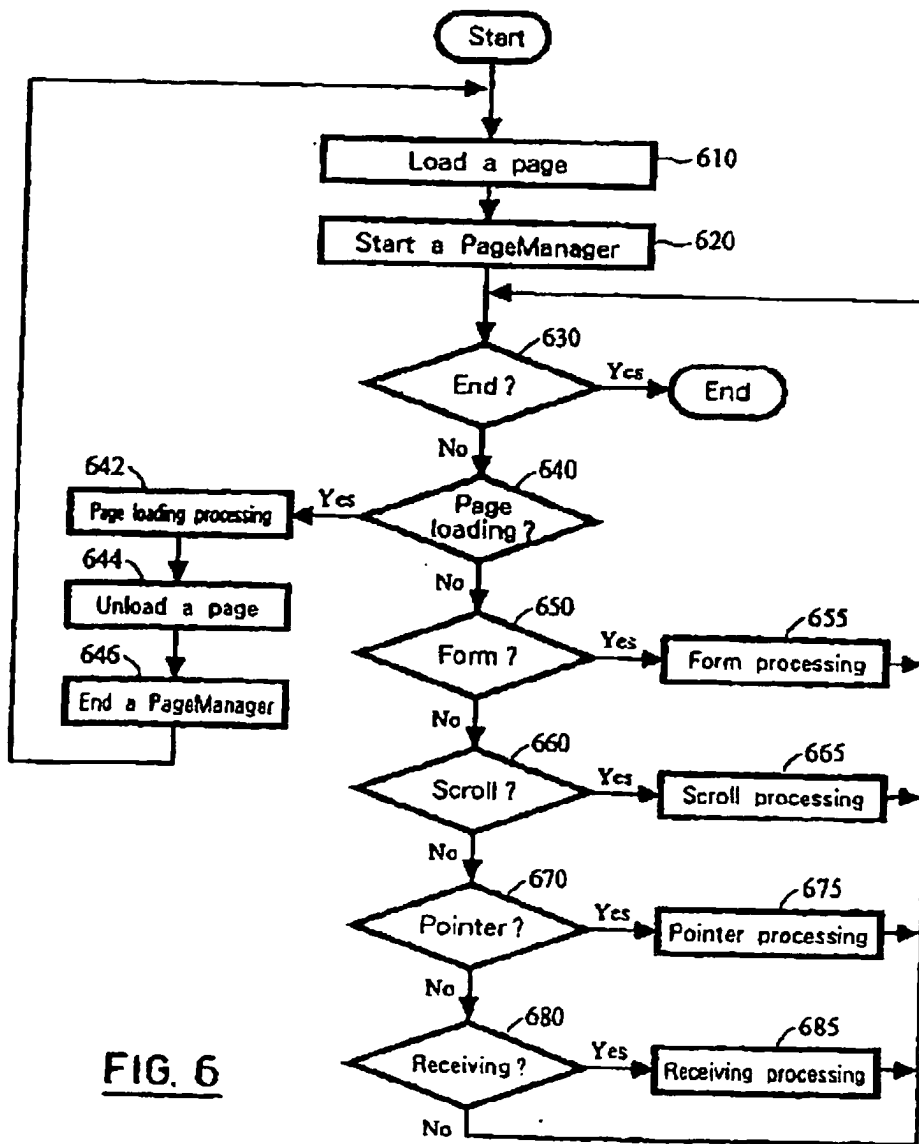 Start
Load a page
610
Start a PageManager
620
630
End ?
Yes
End
No
640
642
Page loading processing
Yes
Page
loading ?
644
Unload a page
No
650
655
646
End a PageManager
Form ?
Yes
Form processing
No
660
665
Scroll ?
Yes
Scroll processing
No
670
675
Pointer ?
Yes
Pointer processing
No
680
685
Receiving ?
Yes
Receiving processing
No
FIG. 6